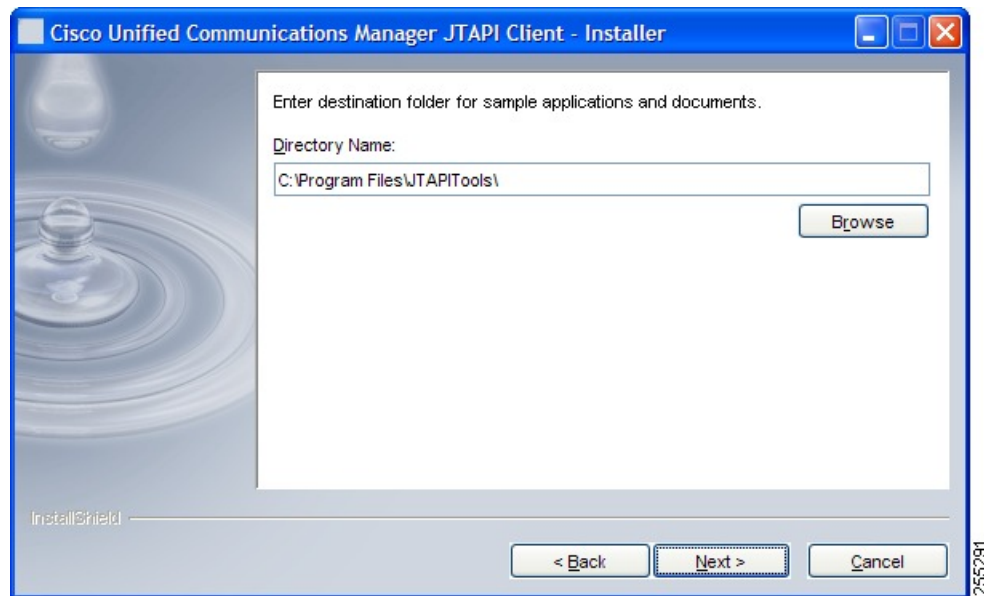 Cisco Unified Communications Manager JTAPI Client - Installer
Enter destination folder for sample applications and documents.
Directory Name:
C:\Program Files\JTAPITools\
Browse
InstallShield
< Back
Next >
Cancel
255291